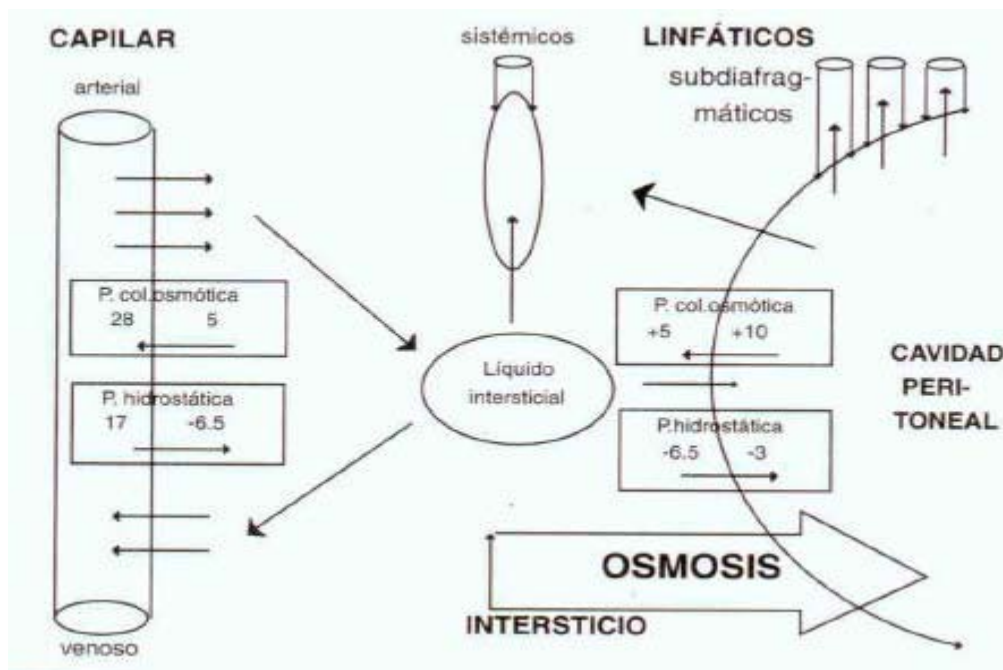 CAPILAR
arterial
P. col.osmótica
28 5
P. hidrostática
17 -6.5
venoso
sistémicos
Líquido
intersticial
LINFÁTICOS
subdiafrag-
máticos
P. col.osmótica
+5 +10
P.hidrostática
-6.5 -3
CAVIDAD
PERI-
TONEAL
OSMOSIS
INTERSTICIO